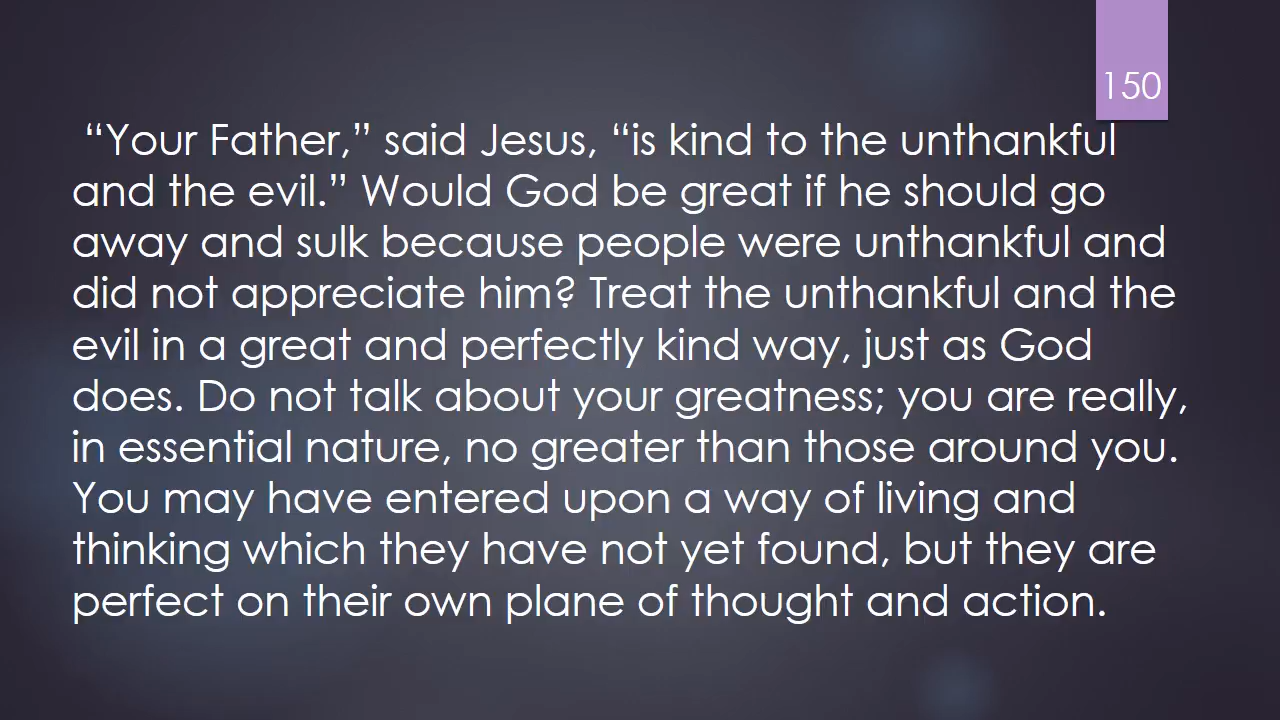 150
“Your Father,” said Jesus, “is kind to the unthankful
and the evil.” Would God be great if he should go
away and sulk because people were unthankful and
did not appreciate him? Treat the unthankful and the
evil in a great and perfectly kind way, just as God
does. Do not talk about your greatness; you are really,
in essential nature, no greater than those around you.
You may have entered upon a way of living and
thinking which they have not yet found, but they are
perfect on their own plane of thought and action.